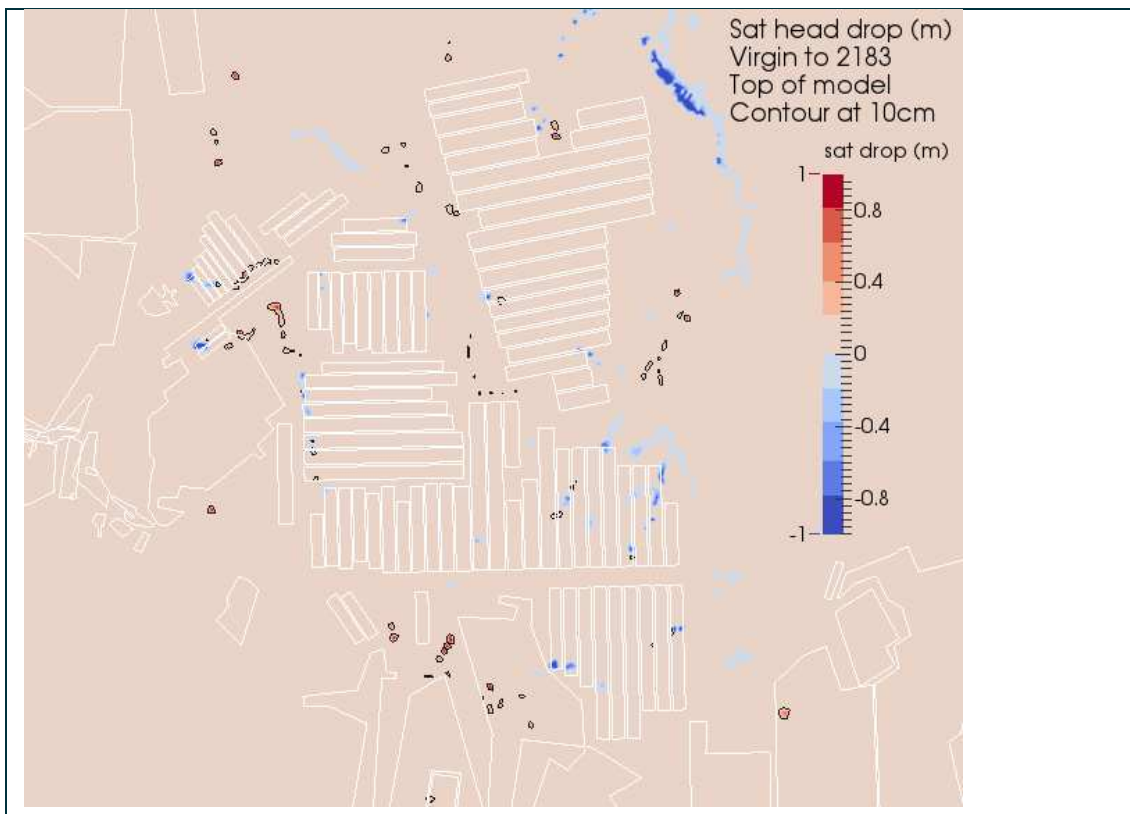 Sat head drop (m)
Virgin to 2183
Top of model
Contour at 10cm
sat drop (m)
1
0.8
0.4
0
-0.4
-0.8
-1